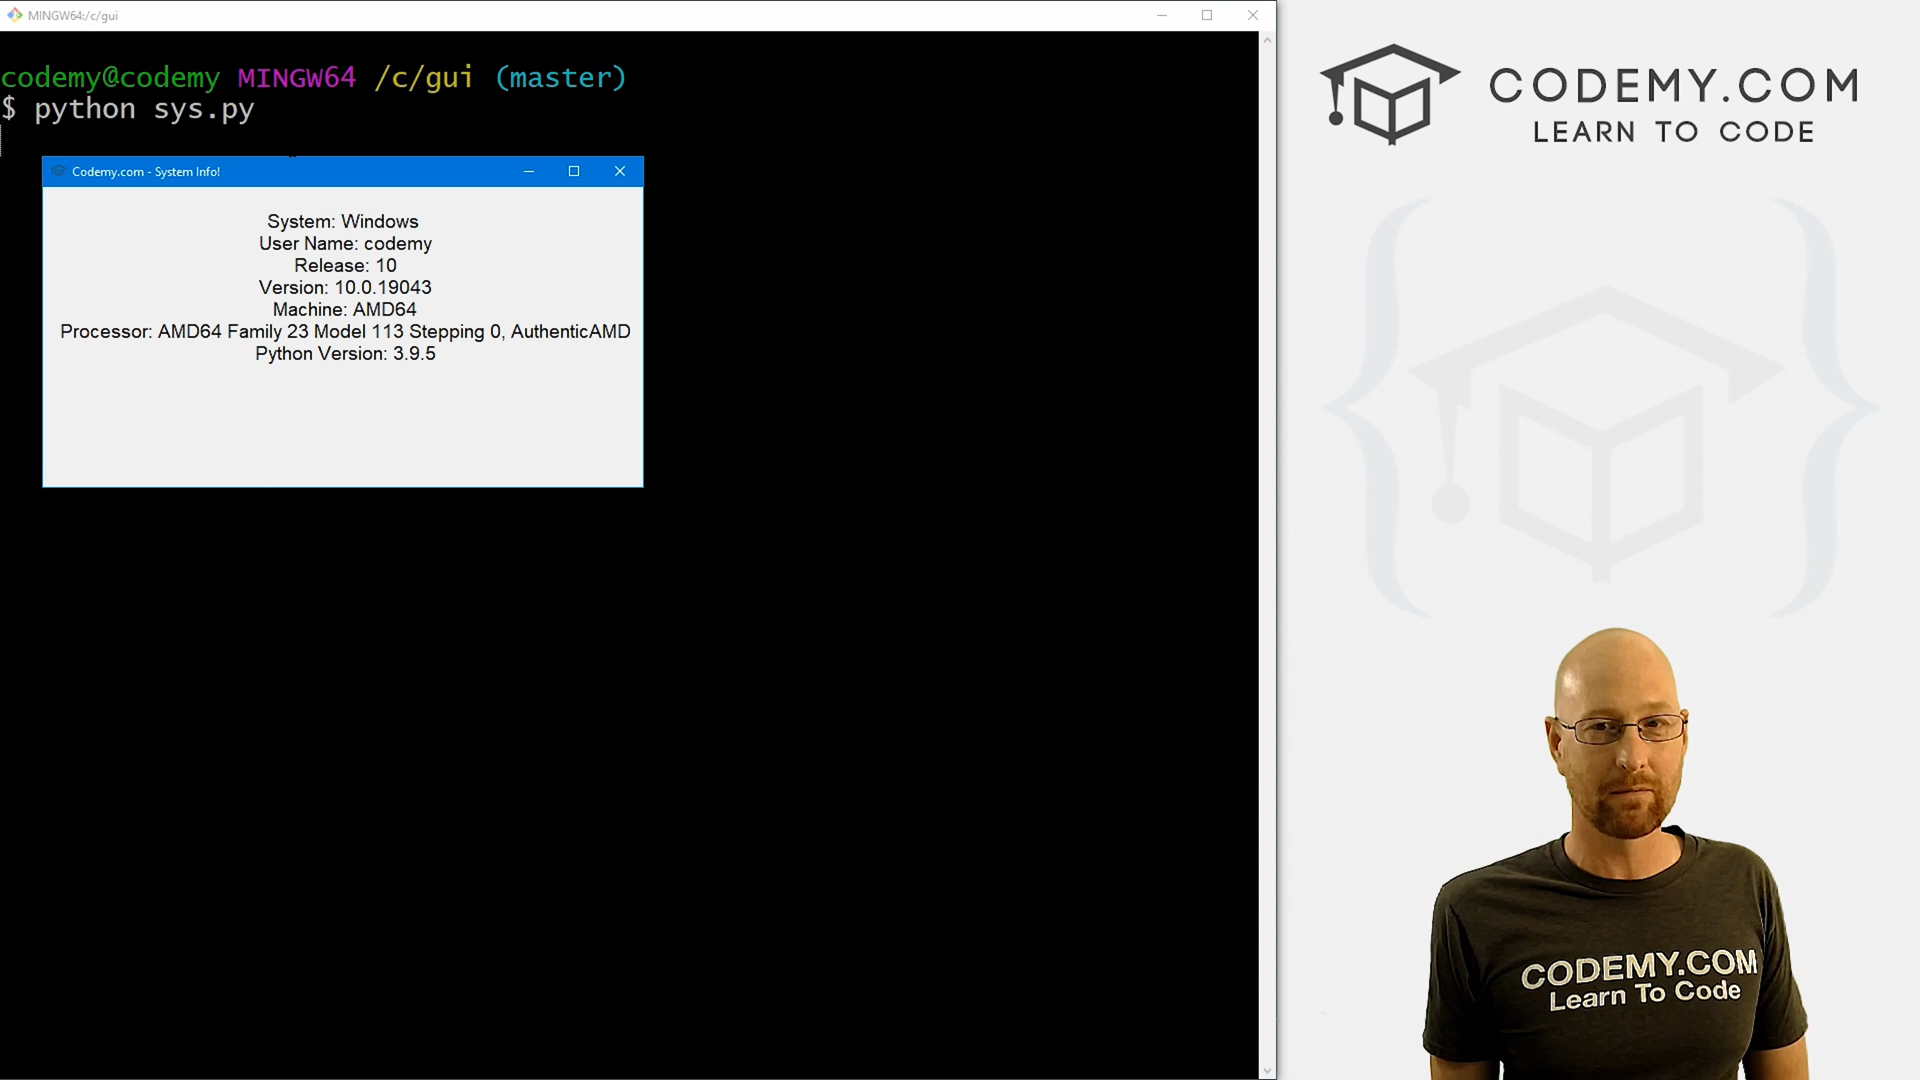 MINGW64:/c/gui
codemy@codemy MINGW64 /c/gui (master)
$ python sys.py
Codemy.com - System Info!
System: Windows
User Name: codemy
Release: 10
Version: 10.0.19043
Machine: AMD64
Processor: AMD64 Family 23 Model 113 Stepping 0, AuthenticAMD
Python Version: 3.9.5
CODEMY.COM
LEARN TO CODE
CODEMY.COM
Learn To Code